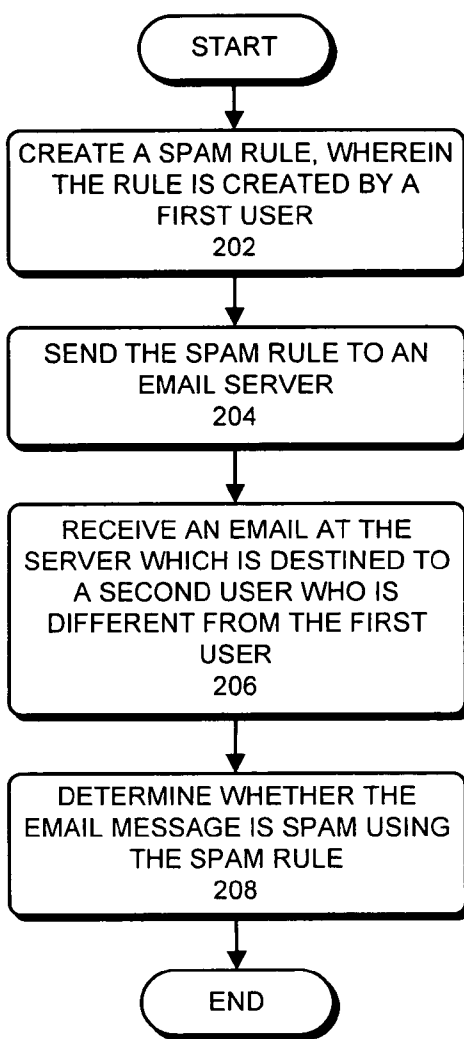 START
CREATE A SPAM RULE, WHEREIN
THE RULE IS CREATED BY A
FIRST USER
202
SEND THE SPAM RULE TO AN
EMAIL SERVER
204
RECEIVE AN EMAIL AT THE
SERVER WHICH IS DESTINED TO
A SECOND USER WHO IS
DIFFERENT FROM THE FIRST
USER
206
DETERMINE WHETHER THE
EMAIL MESSAGE IS SPAM USING
THE SPAM RULE
208
END